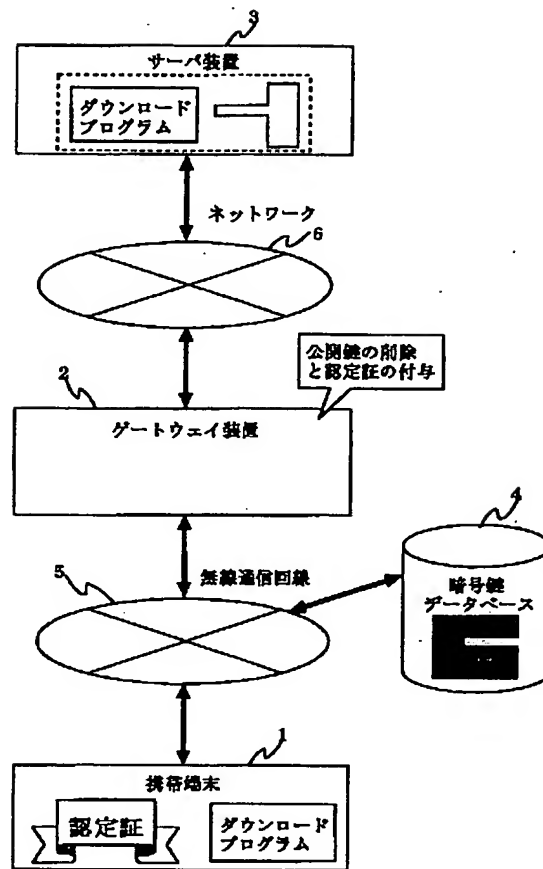 3
サーバ装置
ダウンロード
プログラム
ネットワーク
6
公開鍵の削除
と認定証の付与
2
ゲートウェイ装置
4
無線通信回線
5
暗号鍵
データベース
1
携帯端末
認定証
ダウンロード
プログラム